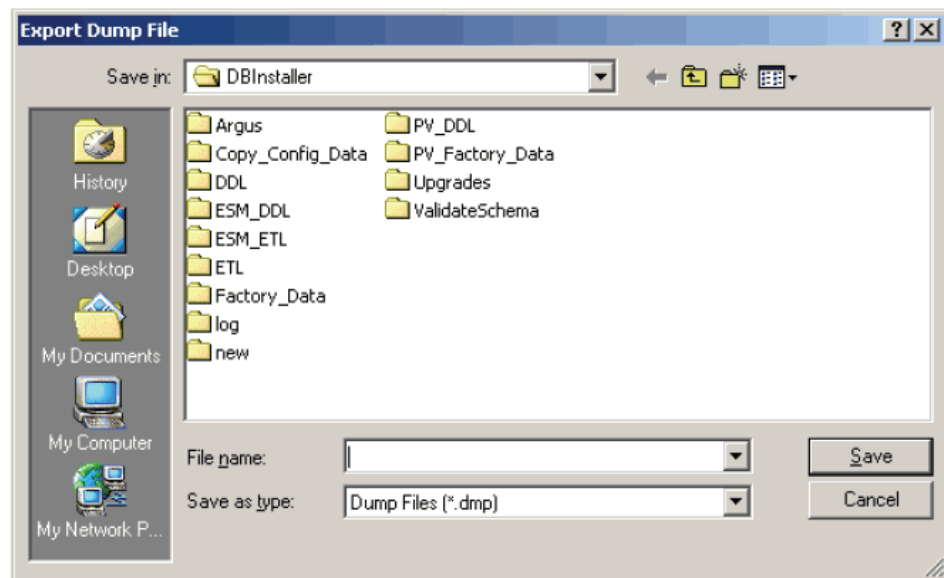 Export Dump File
Save in: DBInstaller
History
Desktop
My Documents
My Computer
My Network P...
Argus
Copy_Config_Data
DDL
ESM_DDL
ESM_ETL
ETL
Factory_Data
log
new
PV_DDL
PV_Factory_Data
Upgrades
ValidateSchema
File name:
Save
Save as type: Dump Files (*.dmp)
Cancel